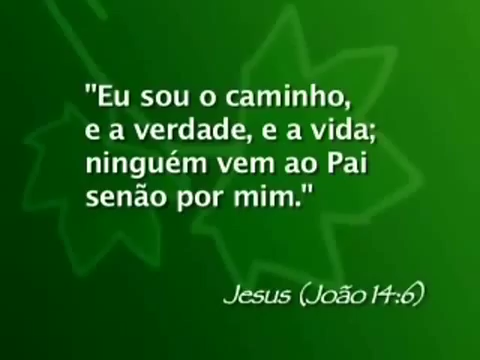 "Eu sou o caminho,
e a verdade, e a vida;
ninguém vem ao Pai
senão por mim."
Jesus (João 14:6)